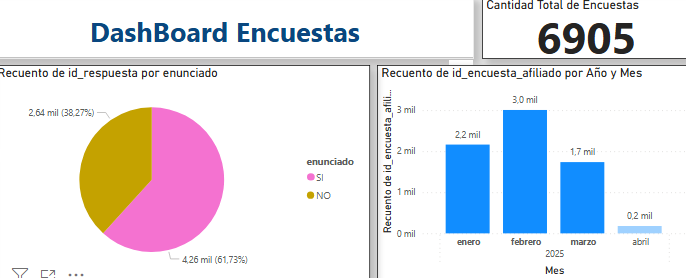 DashBoard Encuestas
Cantidad Total de Encuestas
6905
Recuento de id_respuesta por enunciado
2,64 mil (38,27%)
4,26 mil (61,73%)
enunciado
SI
NO
Recuento de id_encuesta_afiliado por Año y Mes
Recuento de id_encuesta_afili...
3 mil
2 mil
1 mil
0 mil
2,2 mil
3,0 mil
1,7 mil
0,2 mil
enero
febrero
marzo
abril
2025
Mes